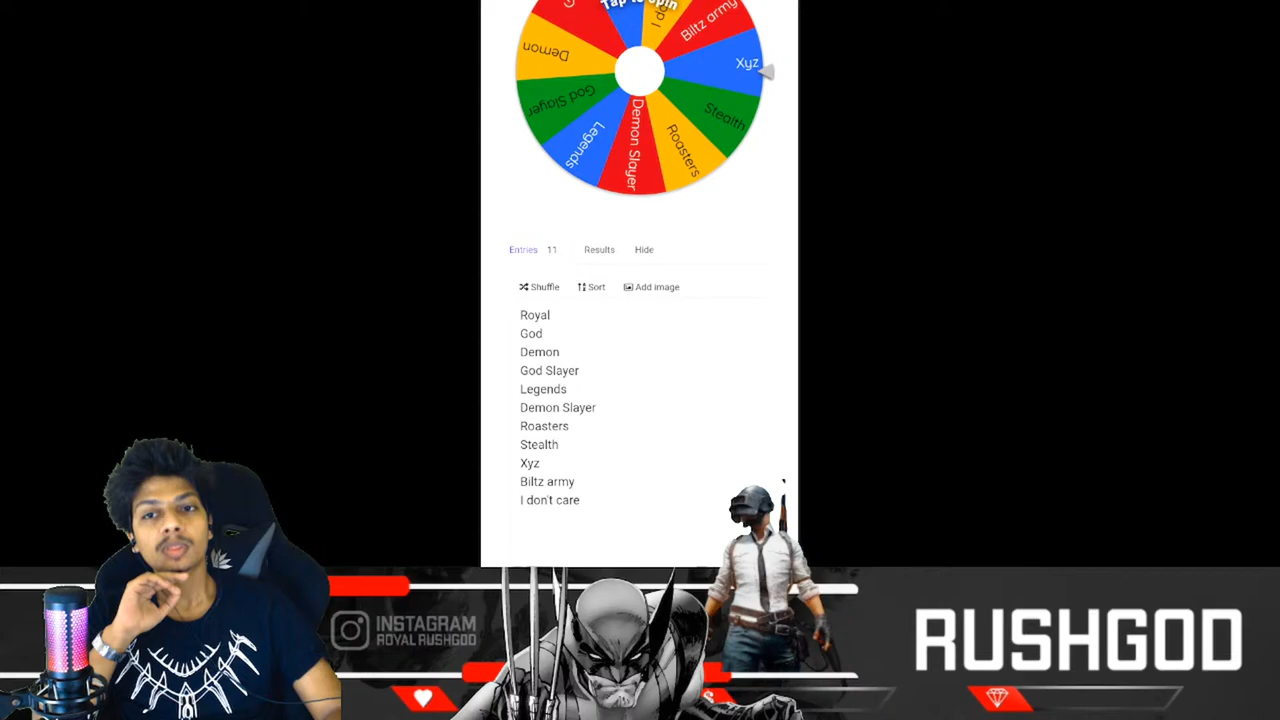 Tap to spin
I do
Biltz army
Xyz
Stealth
Roasters
Demon Slayer
Legends
God Slayer
Demon
G
Entries 11 Results Hide
Shuffle Sort Add image
Royal
God
Demon
God Slayer
Legends
Demon Slayer
Roasters
Stealth
Xyz
Biltz army
I don't care
INSTAGRAM
ROYAL RUSHGOD
RUSHGOD